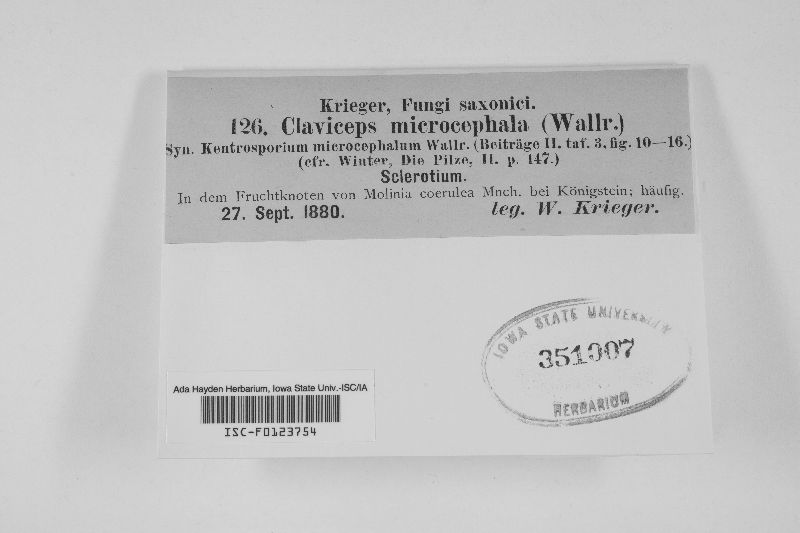 Krieger, Fungi saxonici.
126. Claviceps microcephala (Wallr.)
Syn. Kentrosporium microcephalum Wallr. (Beiträge II. taf. 3, fig. 10—16.)
(cfr. Winter, Die Pilze, II. p. 147.)
Sclerotium.
In dem Fruchtknoten von Molinia coerulea Mnch. bei Königstein; häufig.
27. Sept. 1880. leg. W. Krieger.
IOWA STATE UNIVERSITY
351007
HERBARIUM
Ada Hayden Herbarium, Iowa State Univ.-ISC/IA
ISC-F0123754